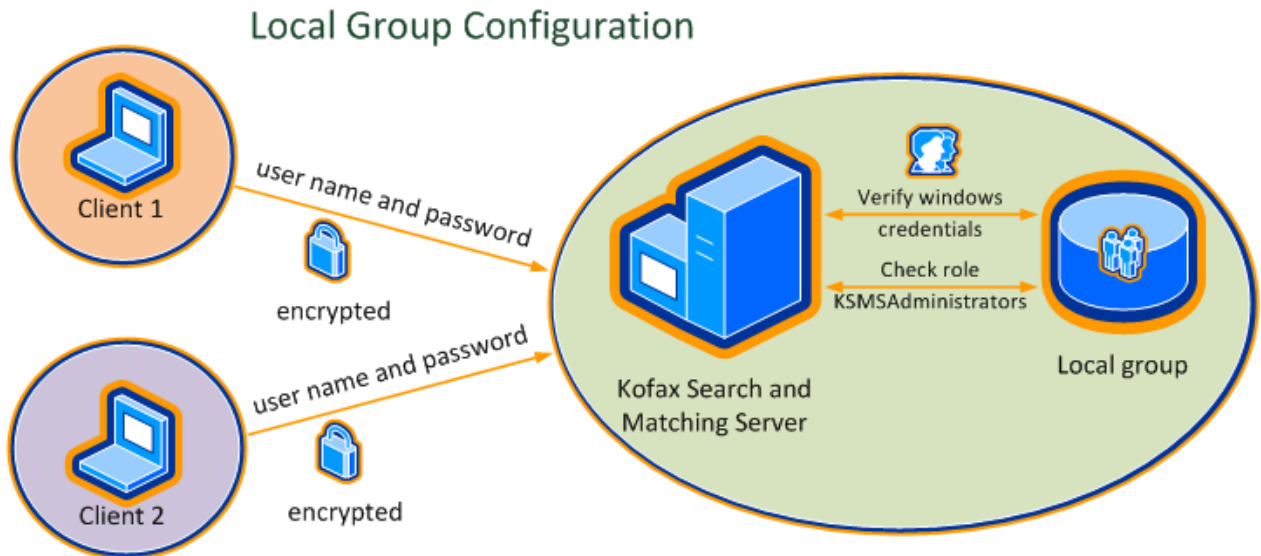 Local Group Configuration
Client 1
user name and password
encrypted
Client 2
user name and password
encrypted
Kofax Search and
Matching Server
Verify windows
credentials
Check role
KSMSAdministrators
Local group